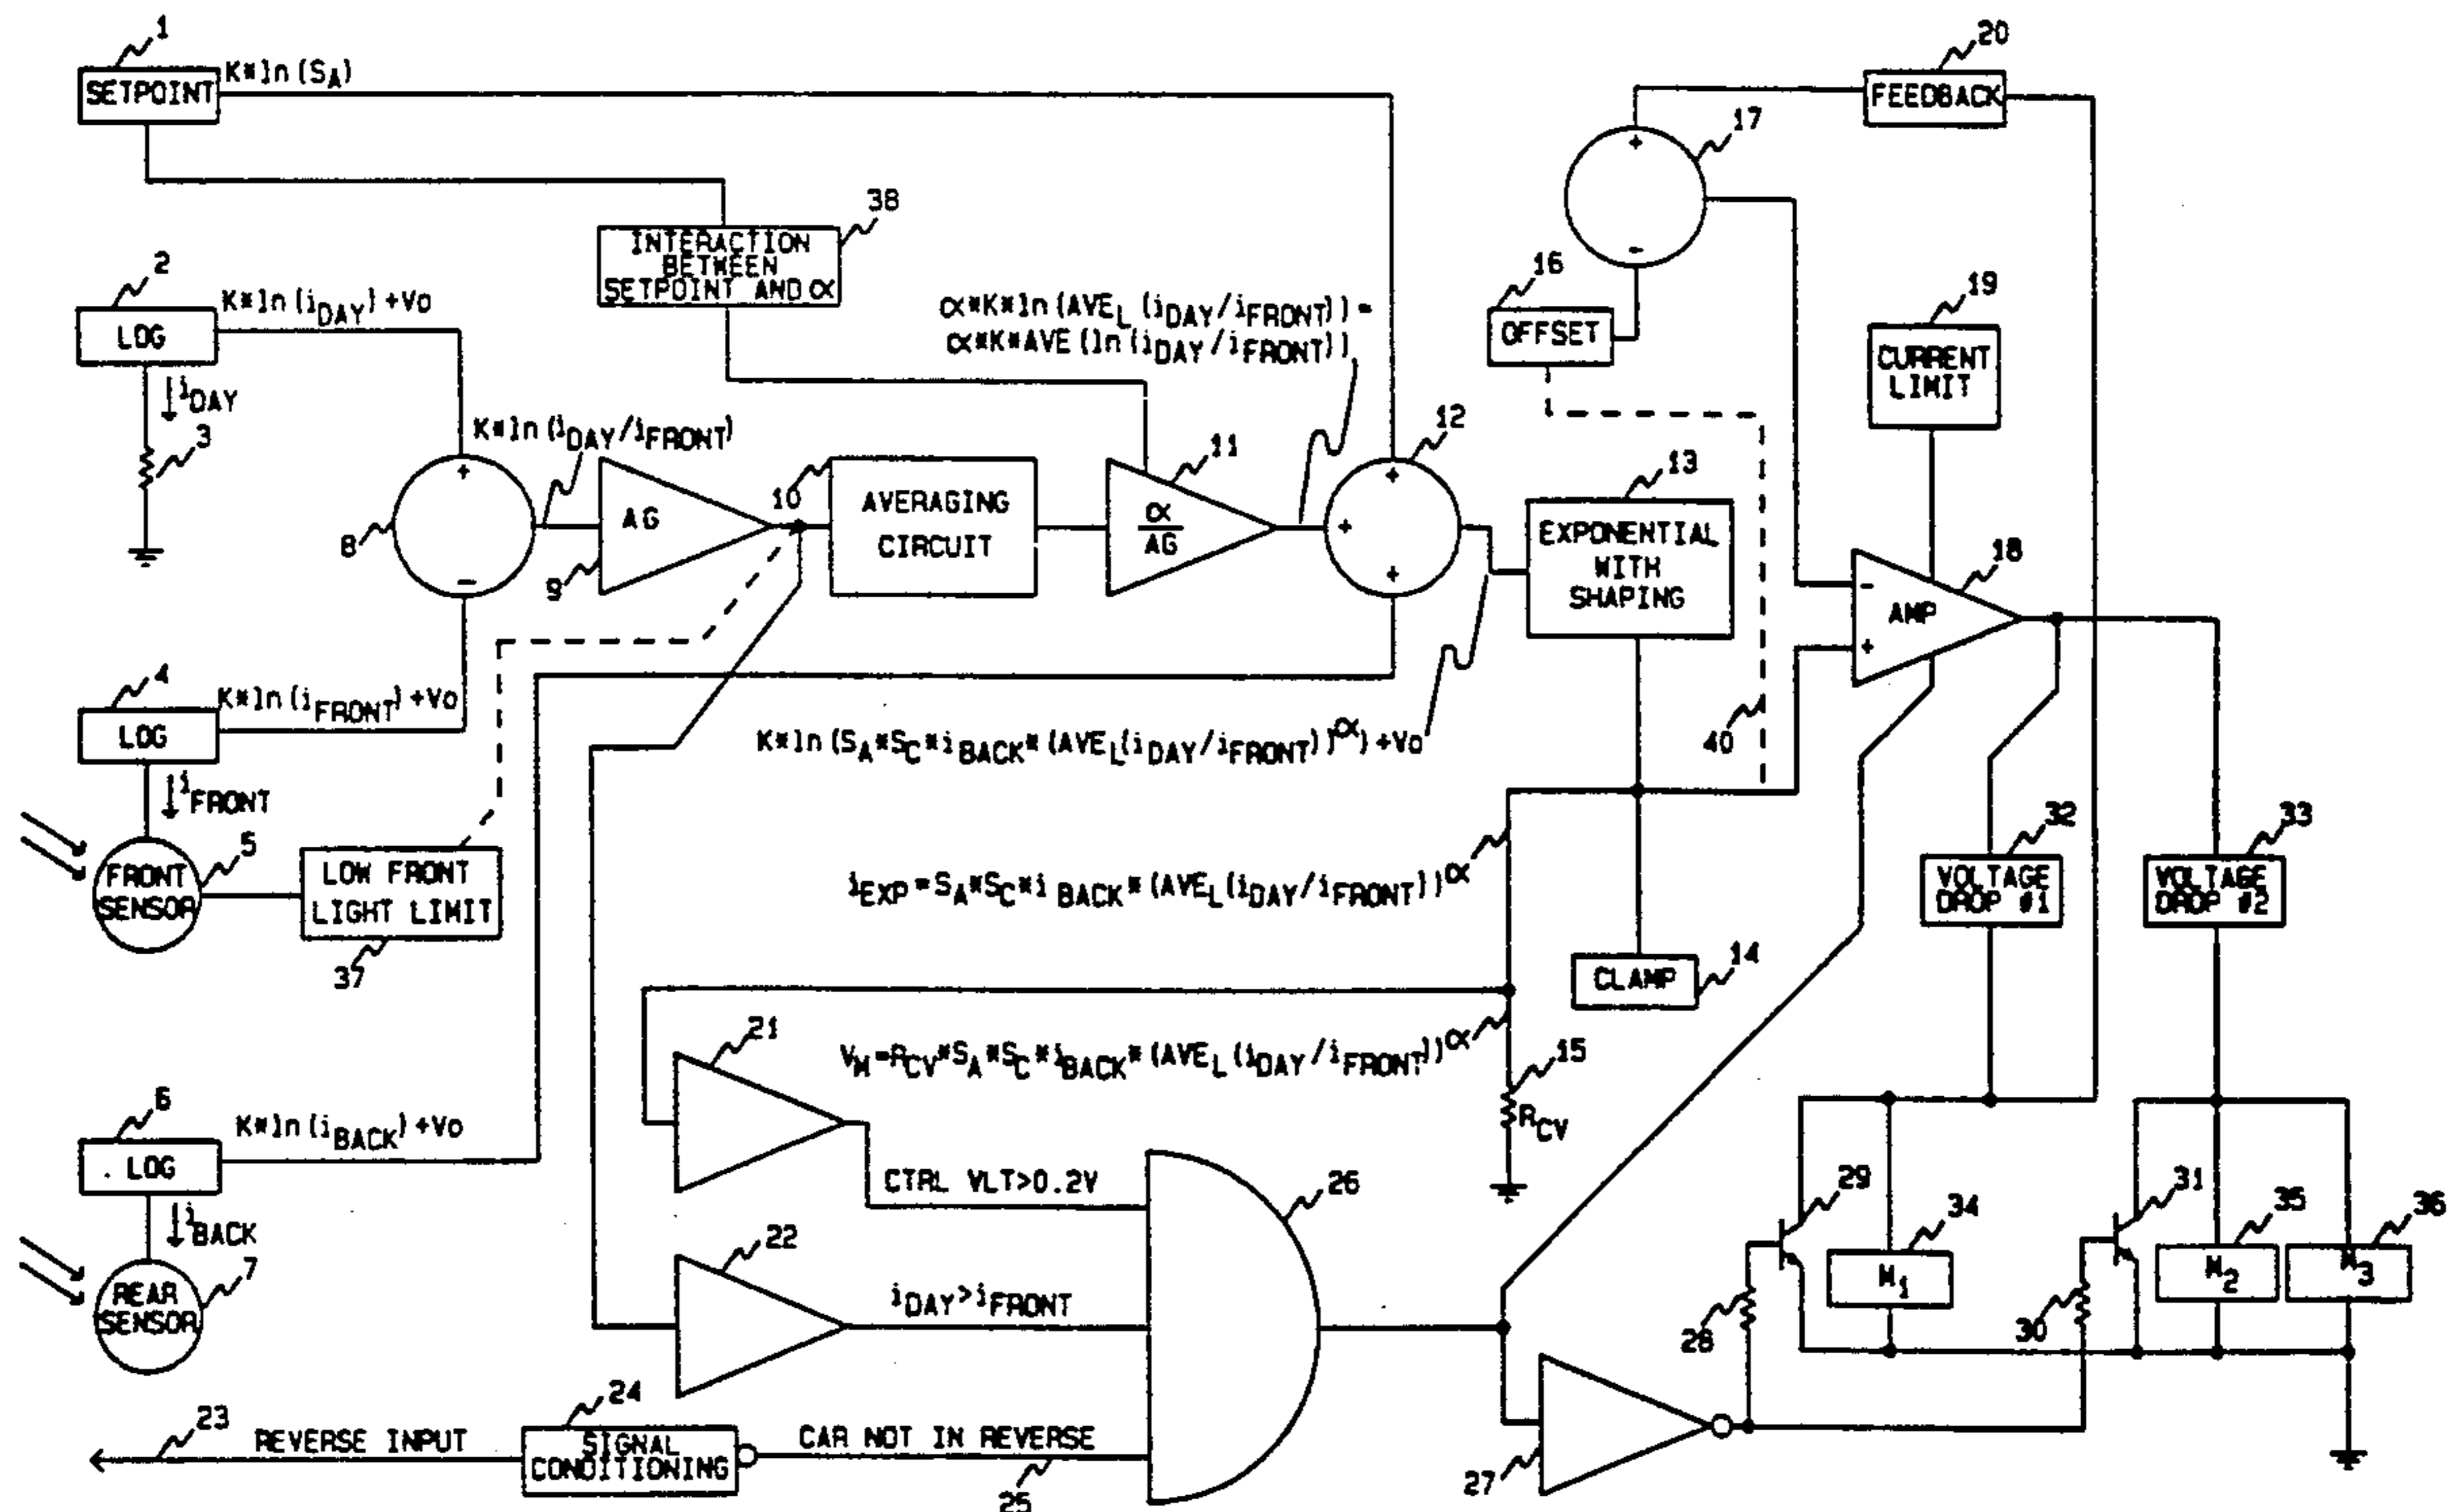 1
SETPOINT
K*ln(S_A)
20
FEEDBACK
17
+
-
38
INTERACTION
BETWEEN
SETPOINT AND ∝
2
LOG
K*ln(i_DAY)+Vo
i_DAY
3
16
OFFSET
19
CURRENT
LIMIT
∝*K*ln(AVE_L(i_DAY/i_FRONT))=
∝*K*AVE(ln(i_DAY/i_FRONT))
K*ln(i_DAY/i_FRONT)
8
+
-
9
AG
10
AVERAGING
CIRCUIT
11
∝
AG
12
+
+
+
13
EXPONENTIAL
WITH
SHAPING
18
-
AMP
+
4
LOG
K*ln(i_FRONT)+Vo
i_FRONT
5
FRONT
SENSOR
LOW FRONT
LIGHT LIMIT
37
K*ln(S_A*S_C*i_BACK*(AVE_L(i_DAY/i_FRONT))^∝)+Vo
40
i_EXP=S_A*S_C*i_BACK*(AVE_L(i_DAY/i_FRONT))^∝
32
VOLTAGE
DROP #1
33
VOLTAGE
DROP #2
CLAMP
14
21
V_M=R_CV*S_A*S_C*i_BACK*(AVE_L(i_DAY/i_FRONT))^∝
15
R_CV
6
LOG
K*ln(i_BACK)+Vo
i_BACK
7
REAR
SENSOR
CTRL VLT>0.2V
26
22
i_DAY>i_FRONT
29
34
M_1
28
31
35
M_2
36
M_3
30
23
REVERSE INPUT
24
SIGNAL
CONDITIONING
CAR NOT IN REVERSE
25
27